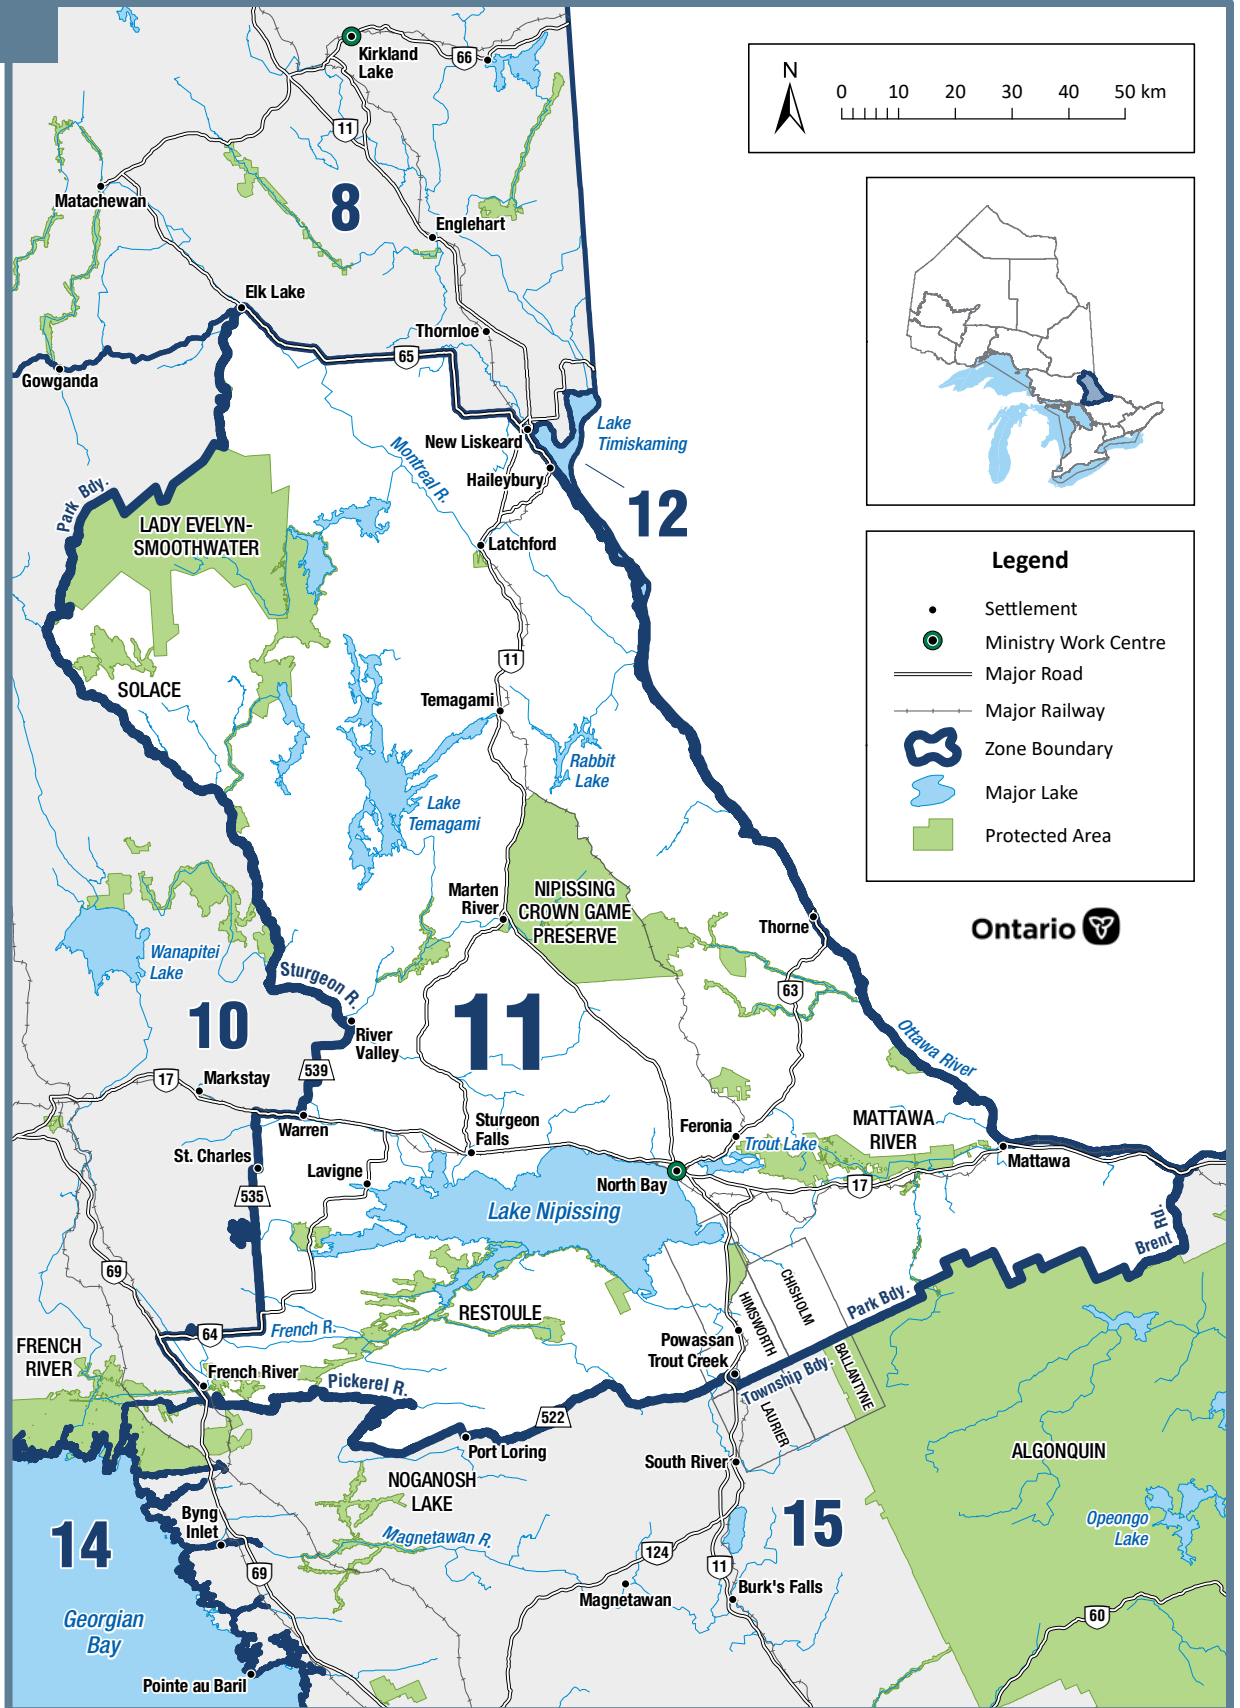 Kirkland
Lake
66
11
N
0 10 20 30 40 50 km
Matachewan
8
Englehart
Elk Lake
Thornloe
65
Gowganda
New Liskeard
Lake
Timiskaming
Haileybury
Montreal R.
12
Park Bdy.
LADY EVELYN-
SMOOTHWATER
Latchford
Legend
Settlement
Ministry Work Centre
Major Road
Major Railway
Zone Boundary
Major Lake
Protected Area
11
SOLACE
Temagami
Rabbit
Lake
Lake
Temagami
Marten
River
NIPISSING
CROWN GAME
PRESERVE
Thorne
Ontario
Wanapitei
Lake
Sturgeon R.
63
10
11
River
Valley
Ottawa River
539
17
Markstay
Warren
Sturgeon
Falls
Feronia
MATTAWA
RIVER
Trout Lake
St. Charles
Lavigne
Mattawa
North Bay
17
535
Lake Nipissing
Brent Rd.
69
CHISHOLM
HIMSWORTH
Park Bdy.
RESTOULE
64
French R.
Powassan
Trout Creek
BALLANTYNE
FRENCH
RIVER
French River
Pickerel R.
Township Bdy.
LAURIER
522
Port Loring
South River
ALGONQUIN
NOGANOSH
LAKE
Byng
Inlet
14
Magnetawan R.
15
Opeongo
Lake
124
69
11
Magnetawan
Burk's Falls
60
Georgian
Bay
Pointe au Baril